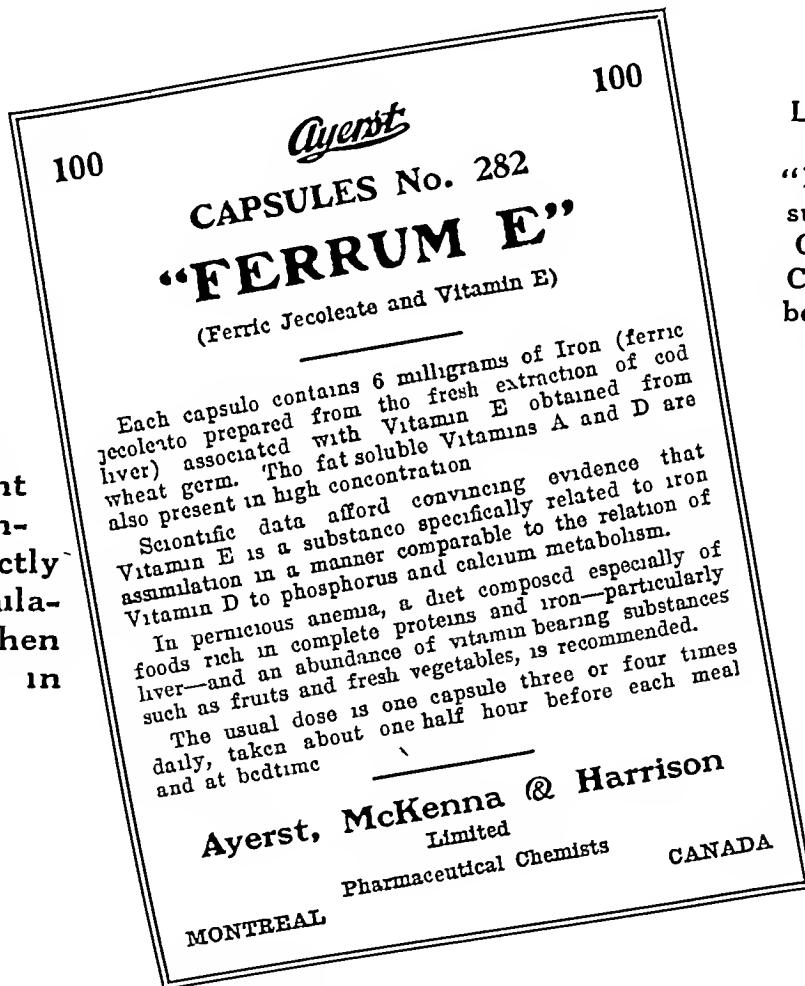 100
100
Ayerst
CAPSULES No. 282
“FERRUM E”
(Ferric Jecoleate and Vitamin E)
Each capsule contains 6 milligrams of Iron (ferric
jecoleate prepared from the fresh extraction of cod
liver) associated with Vitamin E obtained from
wheat germ. The fat soluble Vitamins A and D are
also present in high concentration
Scientific data afford convincing evidence that
Vitamin E is a substance specifically related to iron
assimilation in a manner comparable to the relation of
Vitamin D to phosphorus and calcium metabolism.
In pernicious anemia, a diet composed especially of
foods rich in complete proteins and iron—particularly
liver—and an abundance of vitamin bearing substances
such as fruits and fresh vegetables, is recommended.
The usual dose is one capsule three or four times
daily, taken about one half hour before each meal
and at bedtime
Ayerst, McKenna & Harrison
Limited
Pharmaceutical Chemists
MONTREAL
CANADA
nt
n-
ctly
ula-
hen
in
L
“
su
C
C
be